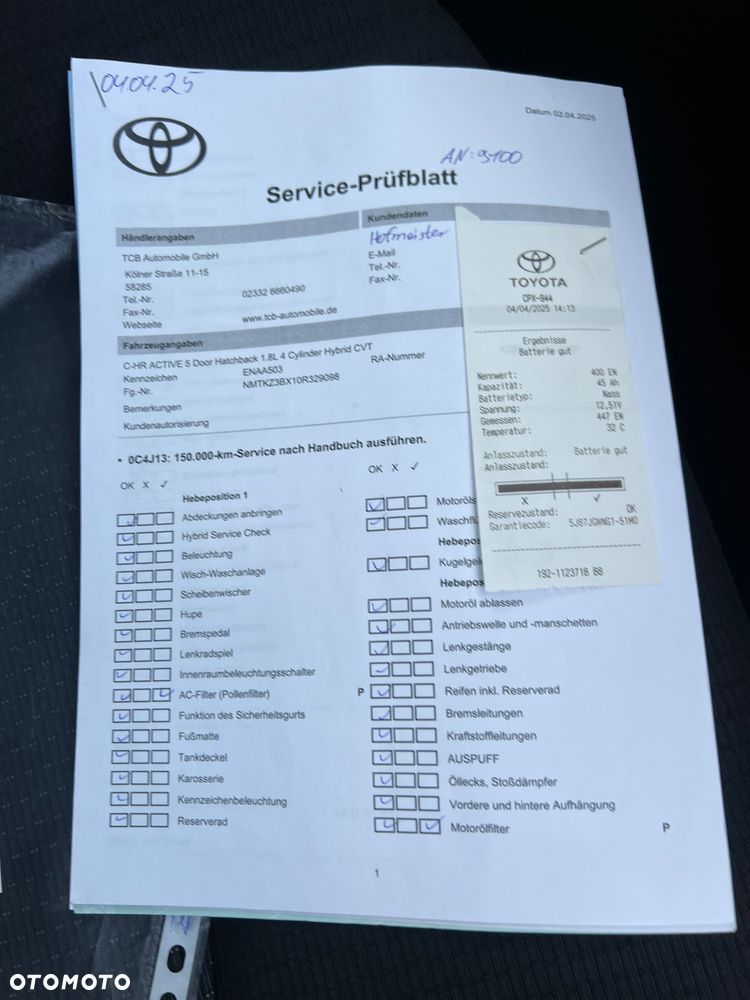 04.04.25
Datum 02.04.2025
AN: 9100
Service-Prüfblatt
Händlerangaben
TCB Automobile GmbH
Kölner Straße 11-15
58285
Tel.-Nr. 02332 6660490
Fax-Nr.
Webseite www.tcb-automobile.de
Kundendaten
Hofmeister
E-Mail
Tel.-Nr.
Fax-Nr.
Fahrzeugangaben
C-HR ACTIVE 5 Door Hatchback 1.8L 4 Cylinder Hybrid CVT
Kennzeichen ENAA503 RA-Nummer
Fg.-Nr. NMTKZ3BX10R329098
Bemerkungen
Kundenautorisierung
• 0C4J13: 150.000-km-Service nach Handbuch ausführen.
OK X ✓
Hebeposition 1
Abdeckungen anbringen
Hybrid Service Check
Beleuchtung
Wisch-Waschanlage
Scheibenwischer
Hupe
Bremspedal
Lenkradspiel
Innenraumbeleuchtungsschalter
AC-Filter (Pollenfilter) P
Funktion des Sicherheitsgurts
Fußmatte
Tankdeckel
Karosserie
Kennzeichenbeleuchtung
Reserverad
OK X ✓
Motoröls
Waschfl
Hebepos
Kugelgel
Hebepos
Motoröl ablassen
Antriebswelle und -manschetten
Lenkgestänge
Lenkgetriebe
Reifen inkl. Reserverad
Bremsleitungen
Kraftstoffleitungen
AUSPUFF
Öllecks, Stoßdämpfer
Vordere und hintere Aufhängung
Motorölfilter P
1
TOYOTA
CPX-944
04/04/2025 14:13
Ergebnisse
Batterie gut
Nennwert: 400 EN
Kapazität: 45 Ah
Batterietyp: Nass
Spannung: 12,51V
Gemessen: 447 EN
Temperatur: 32 C
Anlasszustand: Batterie gut
Anlasszustand:
X ✓
Reservezustand: OK
Garantiecode: 5J87JGWNG1-51M0
192-112371B BB
OTOMOTO